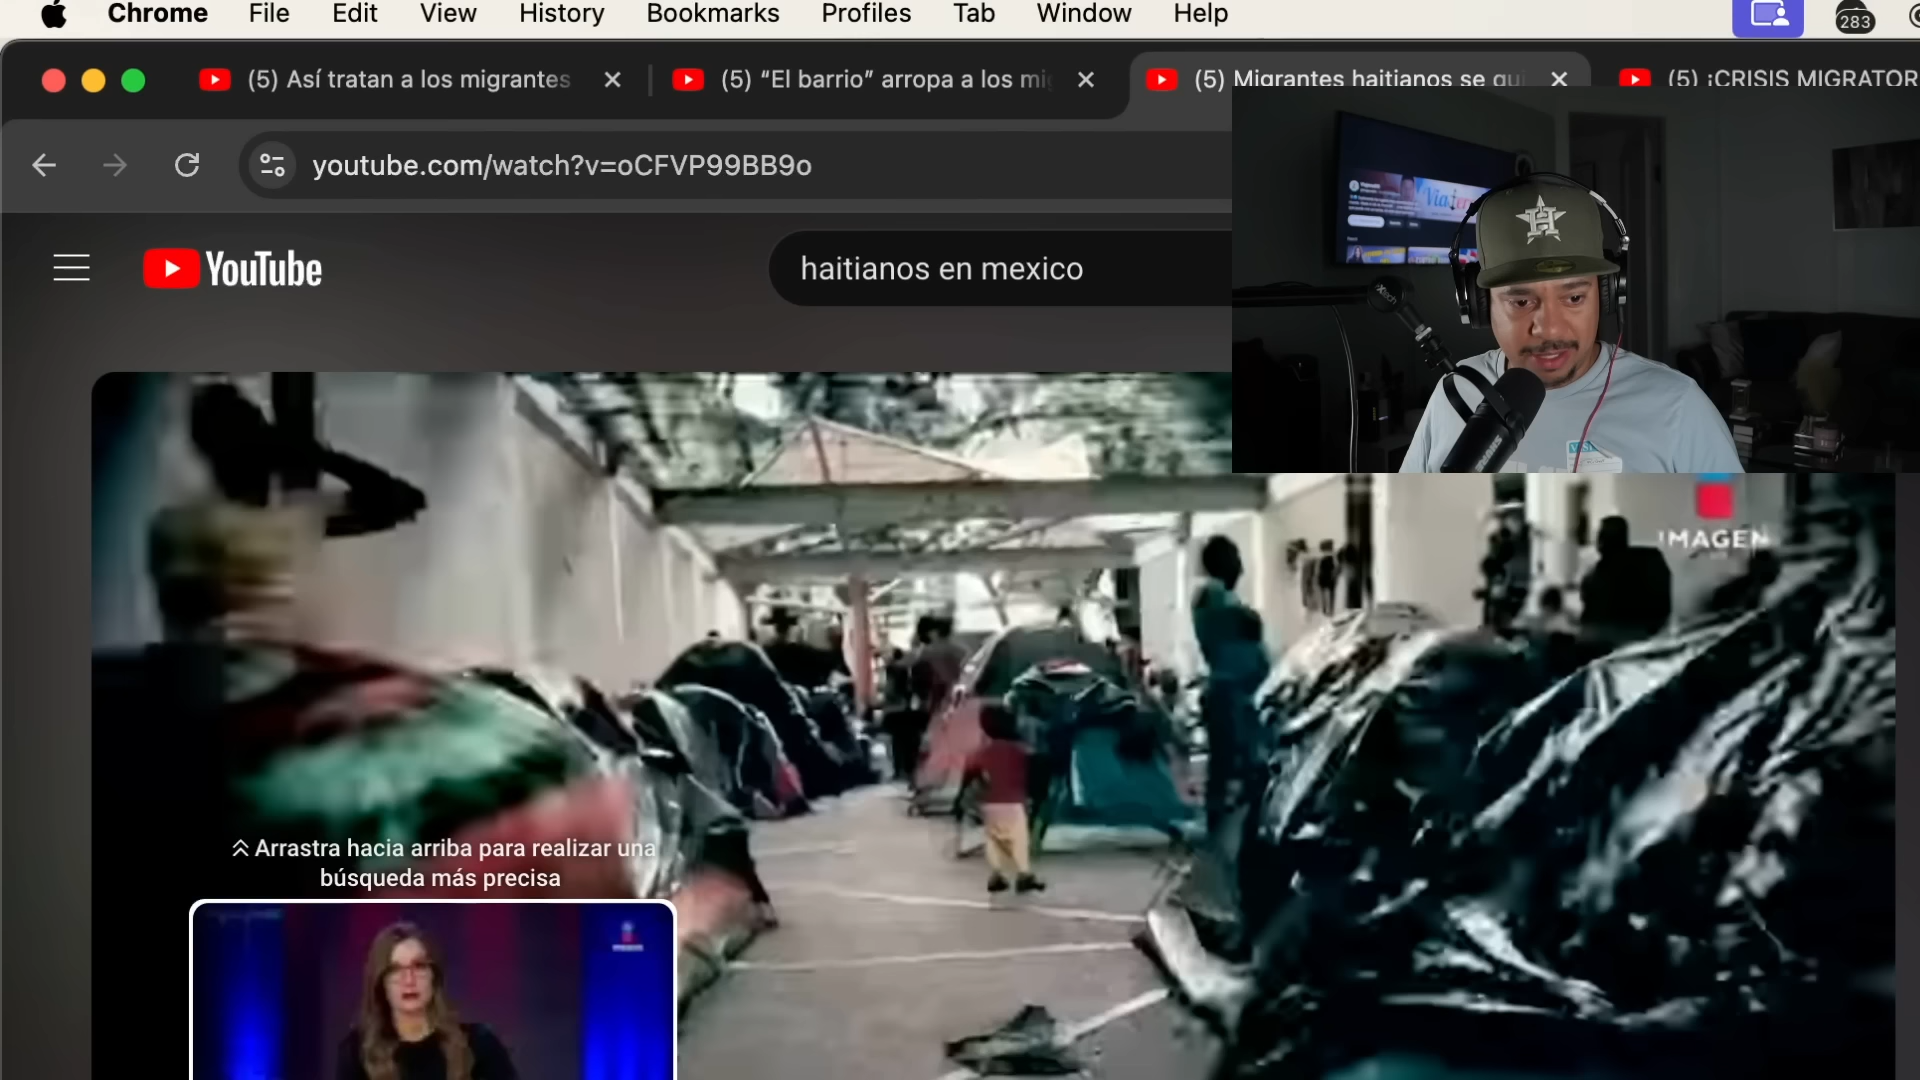 Chrome File Edit View History Bookmarks Profiles Tab Window Help
283
(5) Así tratan a los migrantes
(5) “El barrio” arropa a los mi
(5) Migrantes haitianos se qui
(5) ¡CRISIS MIGRATOR
youtube.com/watch?v=oCFVP99BB9o
YouTube
haitianos en mexico
H
IMAGEN
Arrastra hacia arriba para realizar una
búsqueda más precisa